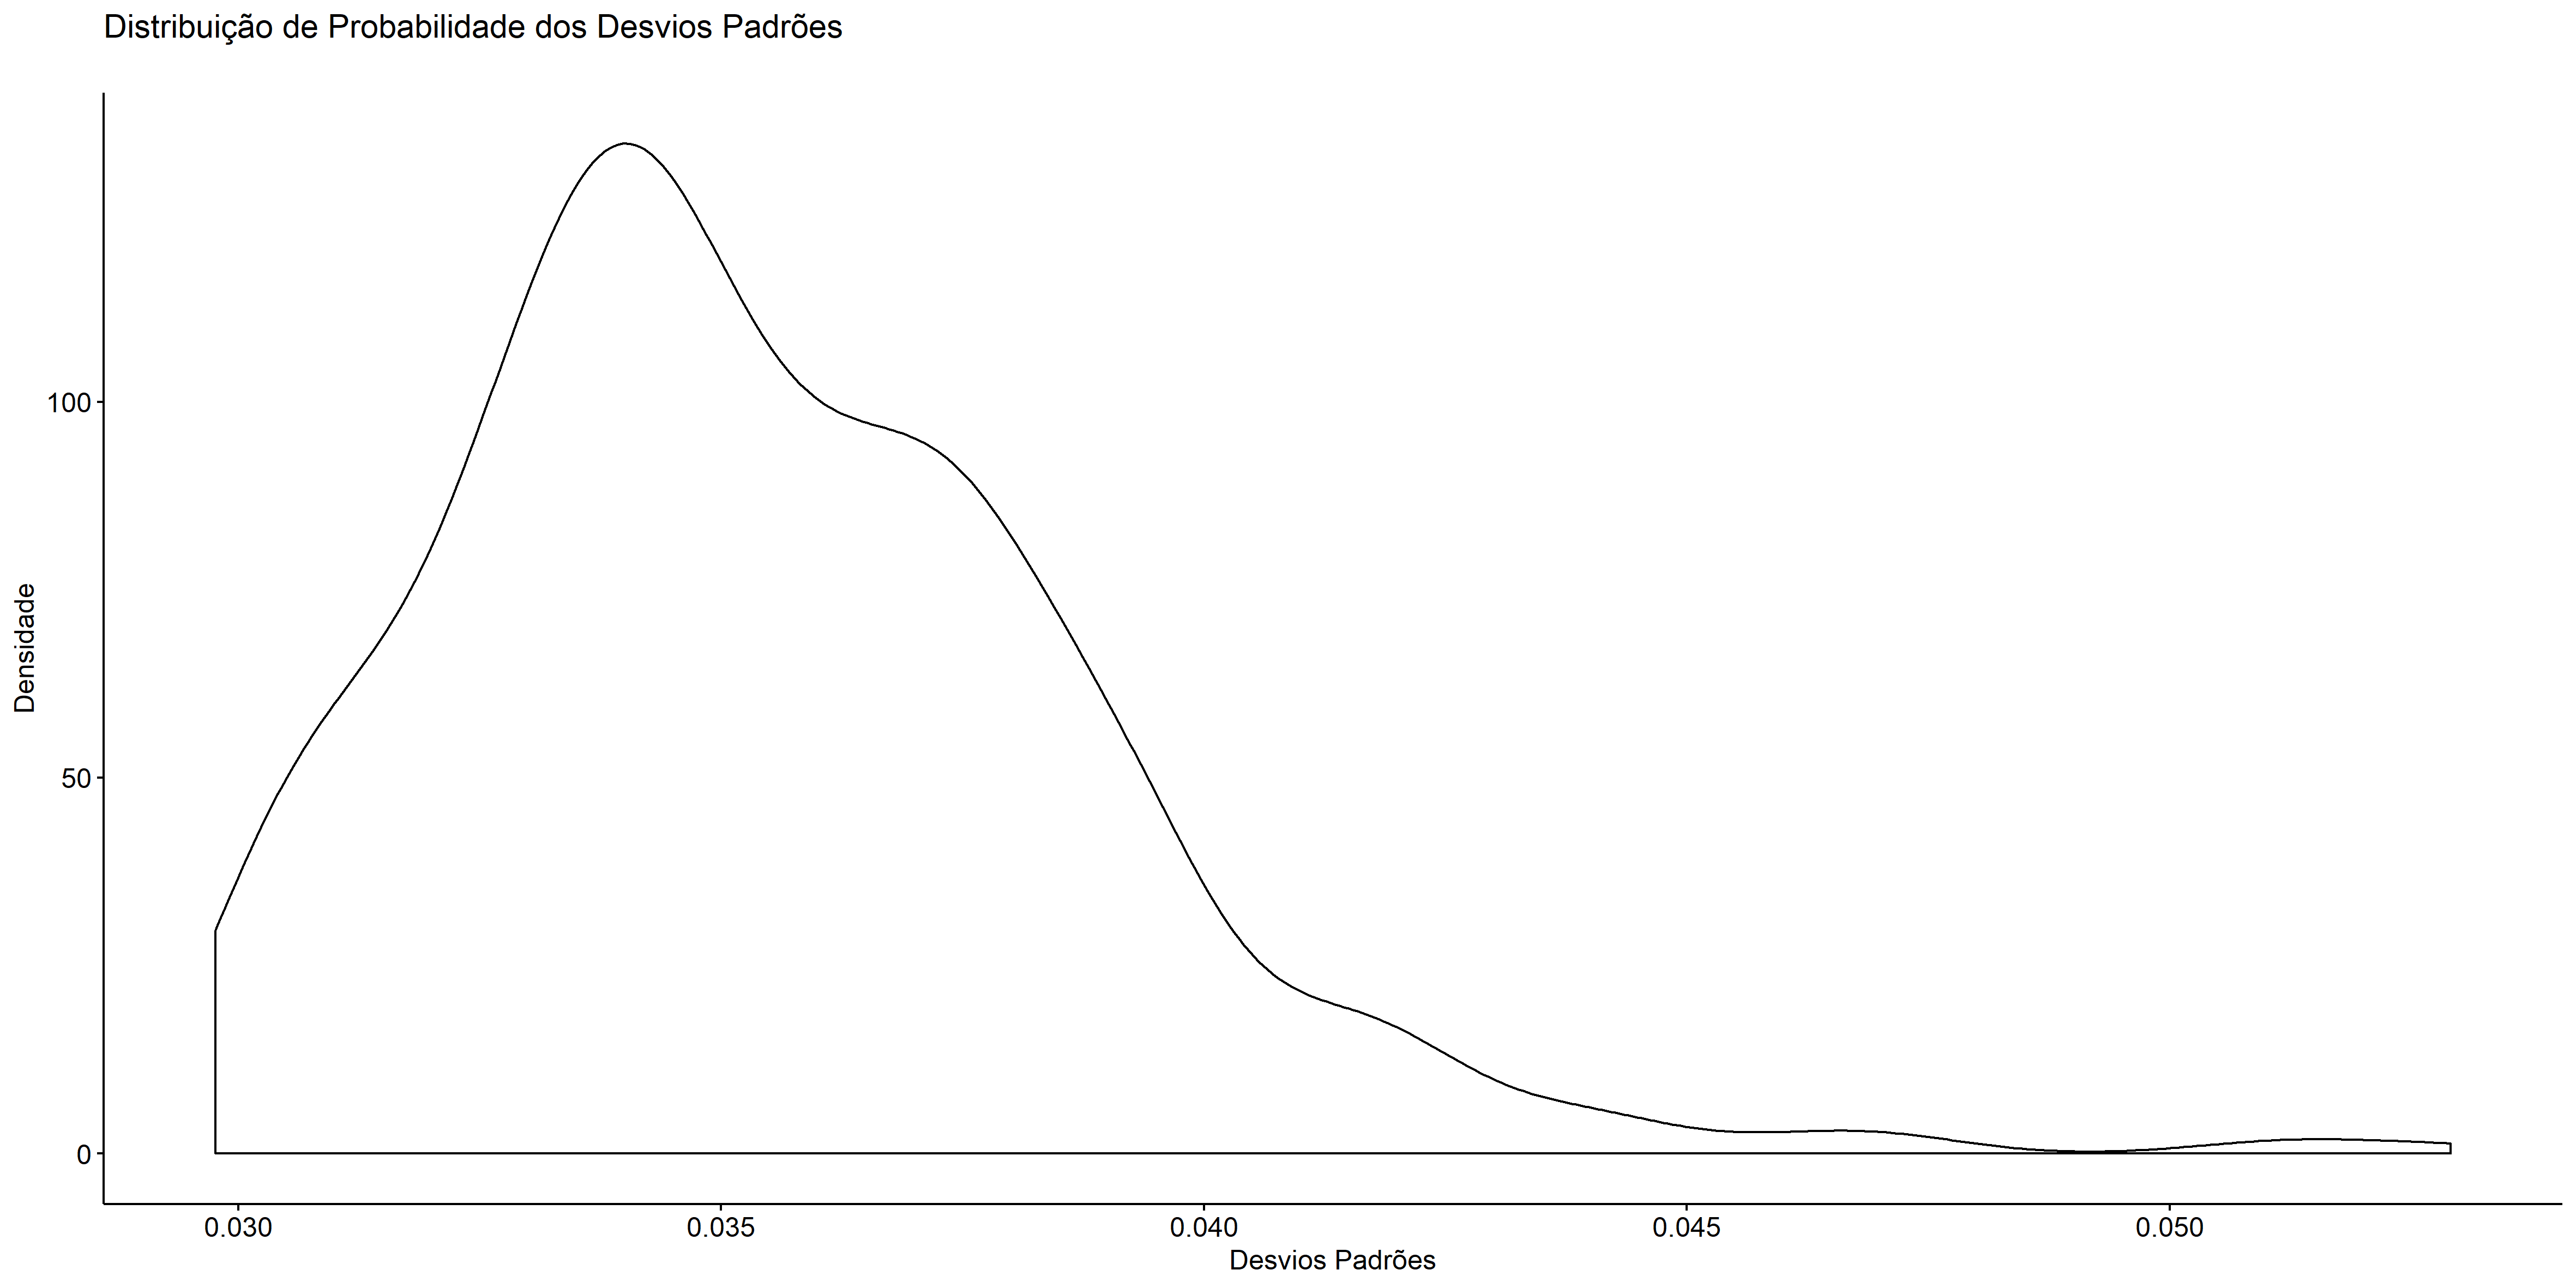 Distribuição de Probabilidade dos Desvios Padrões
Densidade
100
50
0
0.030 0.035 0.040 0.045 0.050
Desvios Padrões